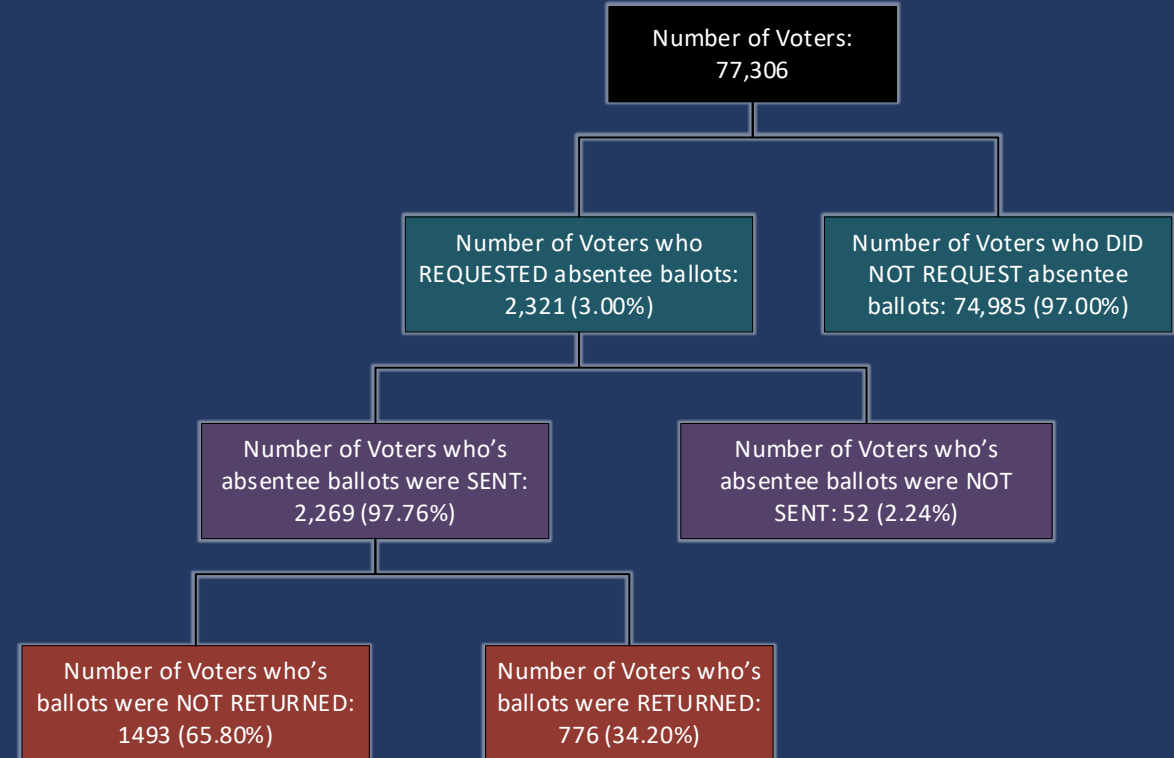 Number of Voters:
77,306
Number of Voters who
REQUESTED absentee ballots:
2,321 (3.00%)
Number of Voters who DID
NOT REQUEST absentee
ballots: 74,985 (97.00%)
Number of Voters who's
absentee ballots were SENT:
2,269 (97.76%)
Number of Voters who's
absentee ballots were NOT
SENT: 52 (2.24%)
Number of Voters who's
ballots were NOT RETURNED:
1493 (65.80%)
Number of Voters who's
ballots were RETURNED:
776 (34.20%)